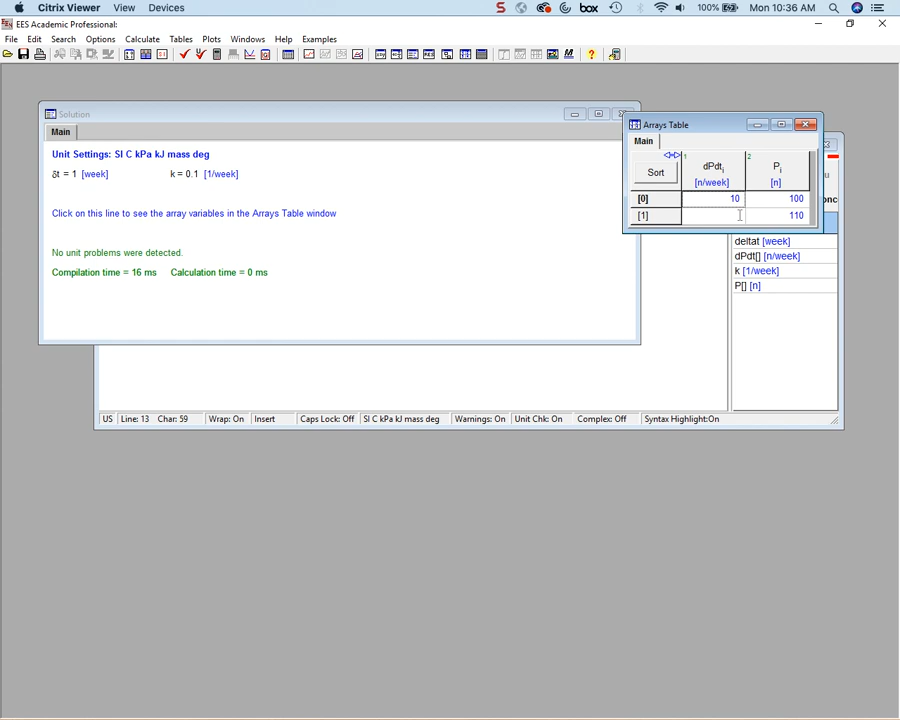 Citrix Viewer View Devices
S box 100% Mon 10:36 AM
EES Academic Professional:
File Edit Search Options Calculate Tables Plots Windows Help Examples
Solution
Main
Unit Settings: SI C kPa kJ mass deg
δt = 1 [week] k = 0.1 [1/week]
Click on this line to see the array variables in the Arrays Table window
No unit problems were detected.
Compilation time = 16 ms Calculation time = 0 ms
Arrays Table
Main
Sort
1 2
dPdti Pi
[n/week] [n]
[0] 10 100
[1] 110
deltat [week]
dPdt[] [n/week]
k [1/week]
P[] [n]
US Line: 13 Char: 59 Wrap: On Insert Caps Lock: Off SI C kPa kJ mass deg Warnings: On Unit Chk: On Complex: Off Syntax Highlight:On